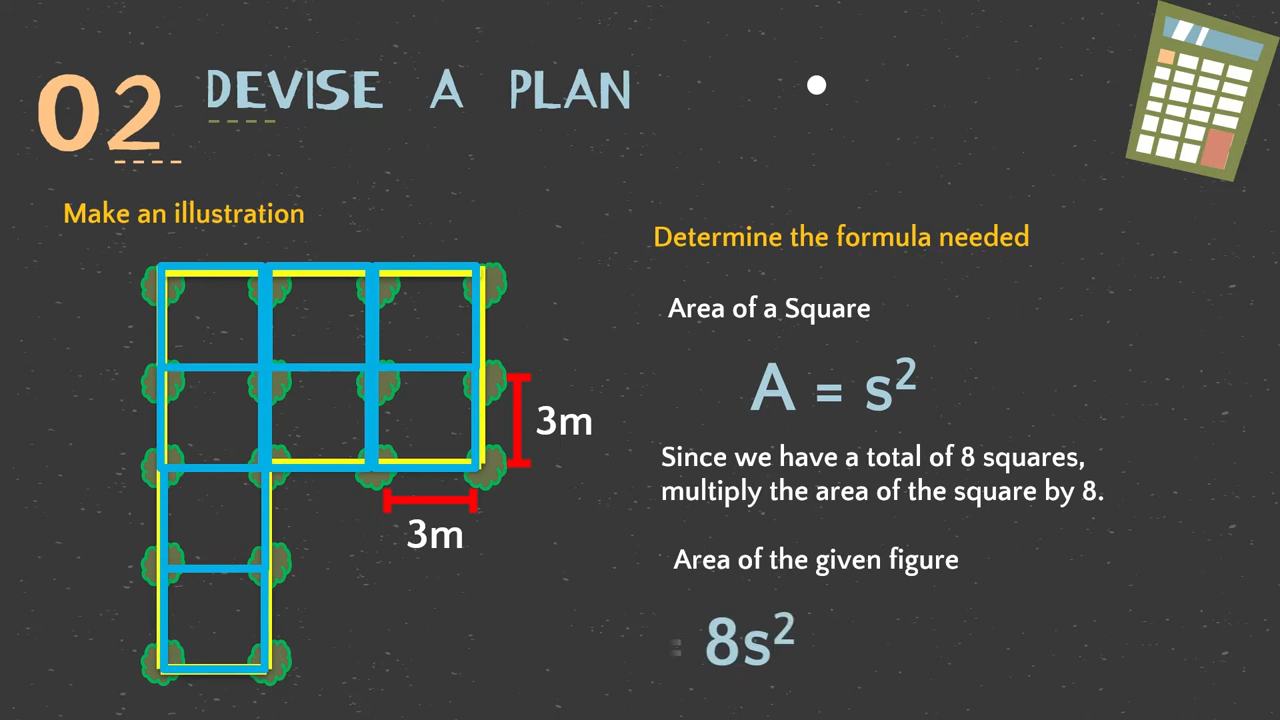 02
DEVISE A PLAN
Make an illustration
3m
3m
Determine the formula needed
Area of a Square
A = s²
Since we have a total of 8 squares,
multiply the area of the square by 8.
Area of the given figure
= 8s²